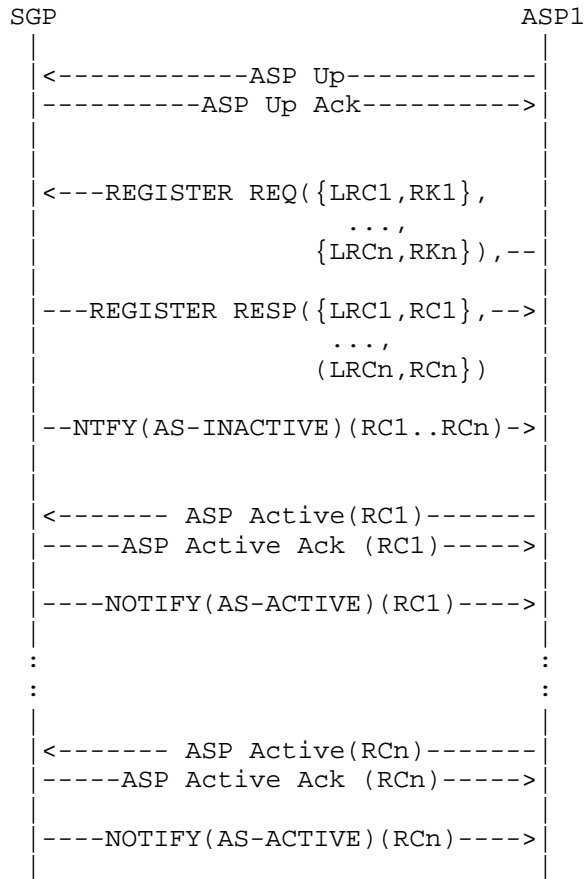 SGP ASP1
<------------ASP Up------------
----------ASP Up Ack---------->
<---REGISTER REQ({LRC1,RK1},
...,
{LRCn,RKn}),--
---REGISTER RESP({LRC1,RC1},-->
...,
(LRCn,RCn})
--NTFY(AS-INACTIVE)(RC1..RCn)->
<------- ASP Active(RC1)-------
-----ASP Active Ack (RC1)----->
----NOTIFY(AS-ACTIVE)(RC1)---->
: :
: :
<------- ASP Active(RCn)-------
-----ASP Active Ack (RCn)----->
----NOTIFY(AS-ACTIVE)(RCn)---->